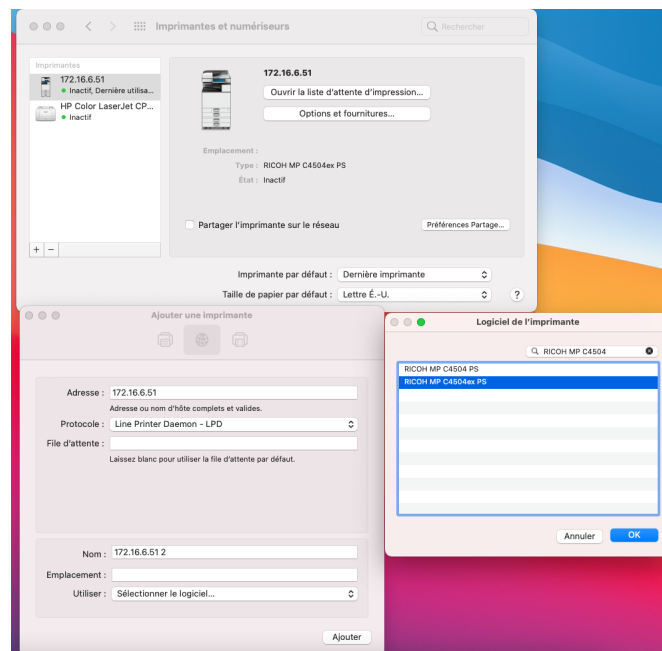 Imprimantes et numériseurs
Rechercher
Imprimantes
172.16.6.51
Inactif, Dernière utilisa...
HP Color LaserJet CP...
Inactif
172.16.6.51
Ouvrir la liste d'attente d'impression...
Options et fournitures...
Emplacement :
Type : RICOH MP C4504ex PS
État : Inactif
Partager l'imprimante sur le réseau
Préférences Partage...
+ −
Imprimante par défaut : Dernière imprimante
Taille de papier par défaut : Lettre É.-U.
?
Ajouter une imprimante
Adresse : 172.16.6.51
Adresse ou nom d'hôte complets et valides.
Protocole : Line Printer Daemon - LPD
File d'attente :
Laissez blanc pour utiliser la file d'attente par défaut.
Nom : 172.16.6.51 2
Emplacement :
Utiliser : Sélectionner le logiciel...
Ajouter
Logiciel de l'imprimante
RICOH MP C4504
RICOH MP C4504 PS
RICOH MP C4504ex PS
Annuler
OK